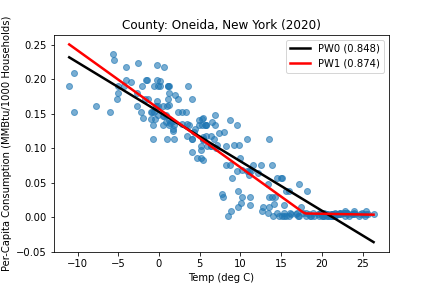 County: Oneida, New York (2020)
Per-Capita Consumption (MMBtu/1000 Households)
0.25
0.20
0.15
0.10
0.05
0.00
−0.05
PW0 (0.848)
PW1 (0.874)
−10 −5 0 5 10 15 20 25
Temp (deg C)